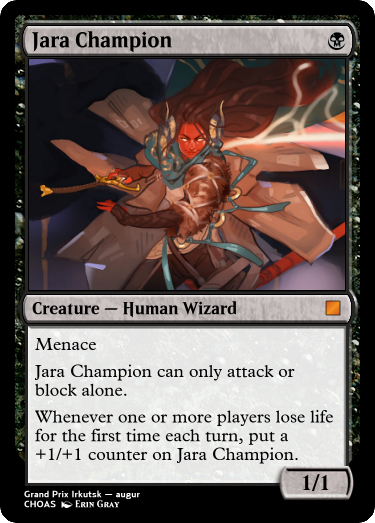 Jara Champion
Creature — Human Wizard
Menace
Jara Champion can only attack or
block alone.
Whenever one or more players lose life
for the first time each turn, put a
+1/+1 counter on Jara Champion.
1/1
Grand Prix Irkutsk — augur
CHOAS Erin Gray